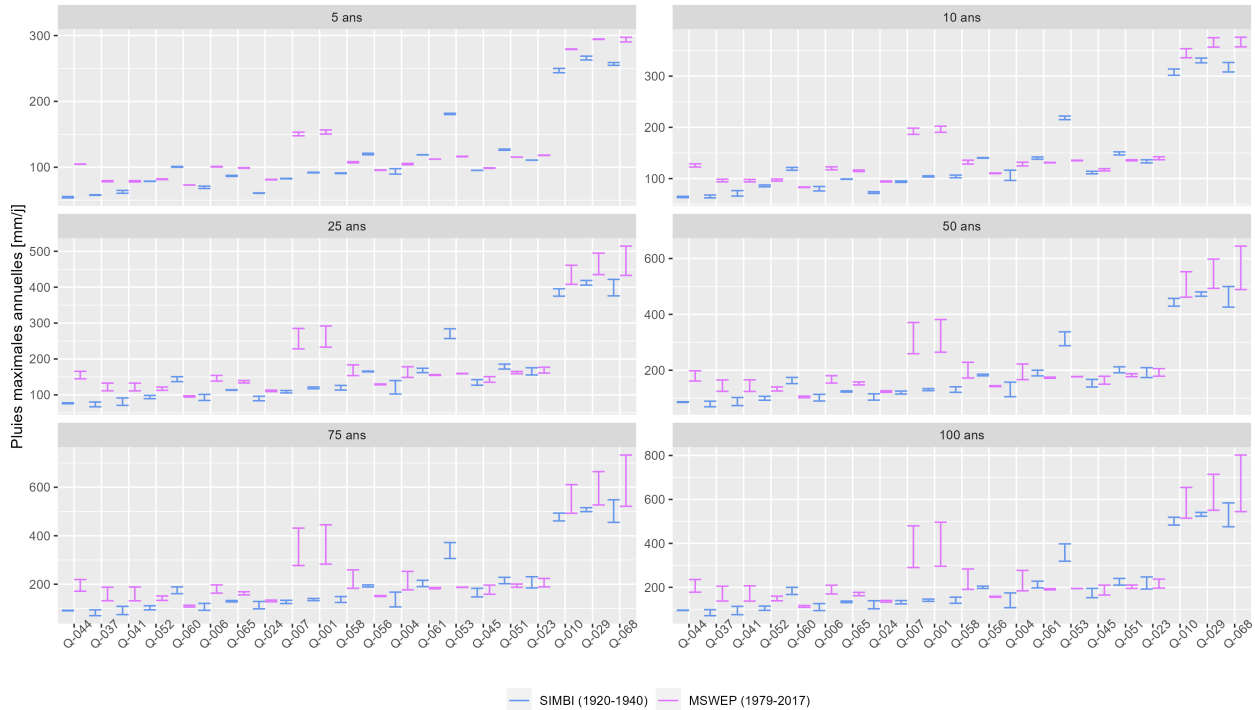 5 ans
10 ans
300
200
100
300
200
100
25 ans
50 ans
500
400
300
200
100
600
400
200
75 ans
100 ans
600
400
200
800
600
400
200
Pluies maximales annuelles [mm/j]
Q-044 Q-037 Q-041 Q-052 Q-060 Q-006 Q-065 Q-024 Q-007 Q-001 Q-058 Q-056 Q-004 Q-061 Q-053 Q-045 Q-051 Q-023 Q-010 Q-029 Q-068
Q-044 Q-037 Q-041 Q-052 Q-060 Q-006 Q-065 Q-024 Q-007 Q-001 Q-058 Q-056 Q-004 Q-061 Q-053 Q-045 Q-051 Q-023 Q-010 Q-029 Q-068
SIMBI (1920-1940) MSWEP (1979-2017)